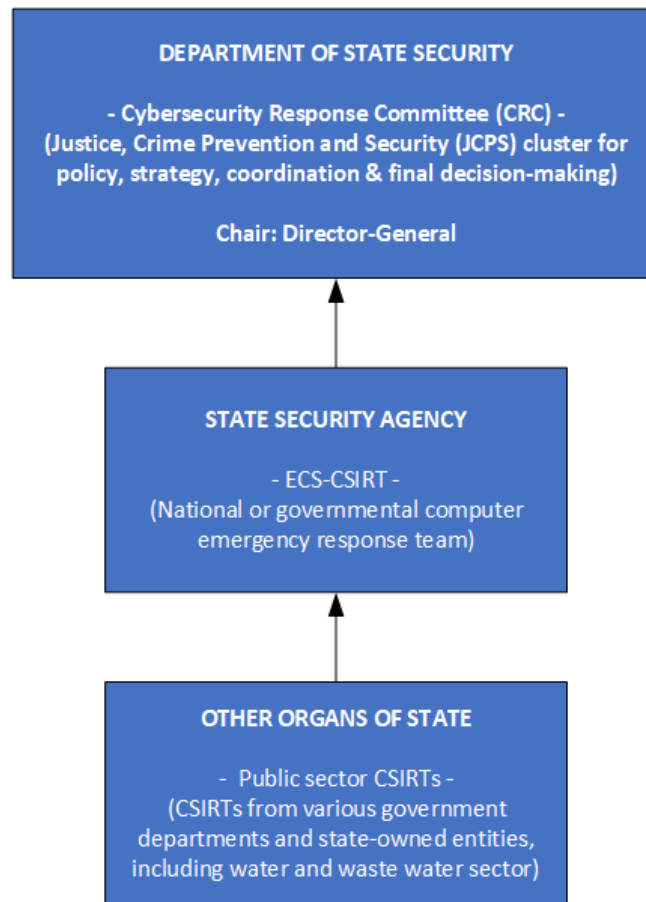 DEPARTMENT OF STATE SECURITY
- Cybersecurity Response Committee (CRC) -
(Justice, Crime Prevention and Security (JCPS) cluster for
policy, strategy, coordination & final decision-making)
Chair: Director-General
STATE SECURITY AGENCY
- ECS-CSIRT -
(National or governmental computer
emergency response team)
OTHER ORGANS OF STATE
- Public sector CSIRTs -
(CSIRTs from various government
departments and state-owned entities,
including water and waste water sector)